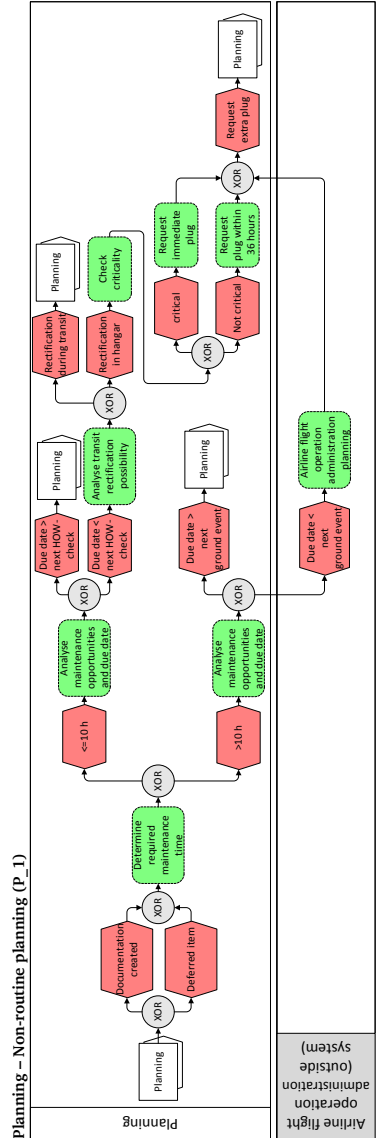 Planning – Non-routine planning (P_1)
Planning
Planning
XOR
Documentation
created
Deferred item
XOR
Determine
required
maintenance
time
XOR
<=10 h
Analyse
maintenance
opportunities
and due date
XOR
Due date >
next HOW -
check
Planning
Due date <
next HOW -
check
Analyse transit
rectification
possibility
XOR
Rectification
during transit
Planning
Rectification
in hangar
Check
criticality
XOR
critical
Request
immediate
plug
Not critical
Request
plug within
36 hours
XOR
Request
extra plug
Planning
>10 h
Analyse
maintenance
opportunities
and due date
XOR
Due date >
next
ground event
Planning
Due date <
next
ground event
Airline flight
operation
administration
planning
Airline flight
operation
administration
(outside
system)